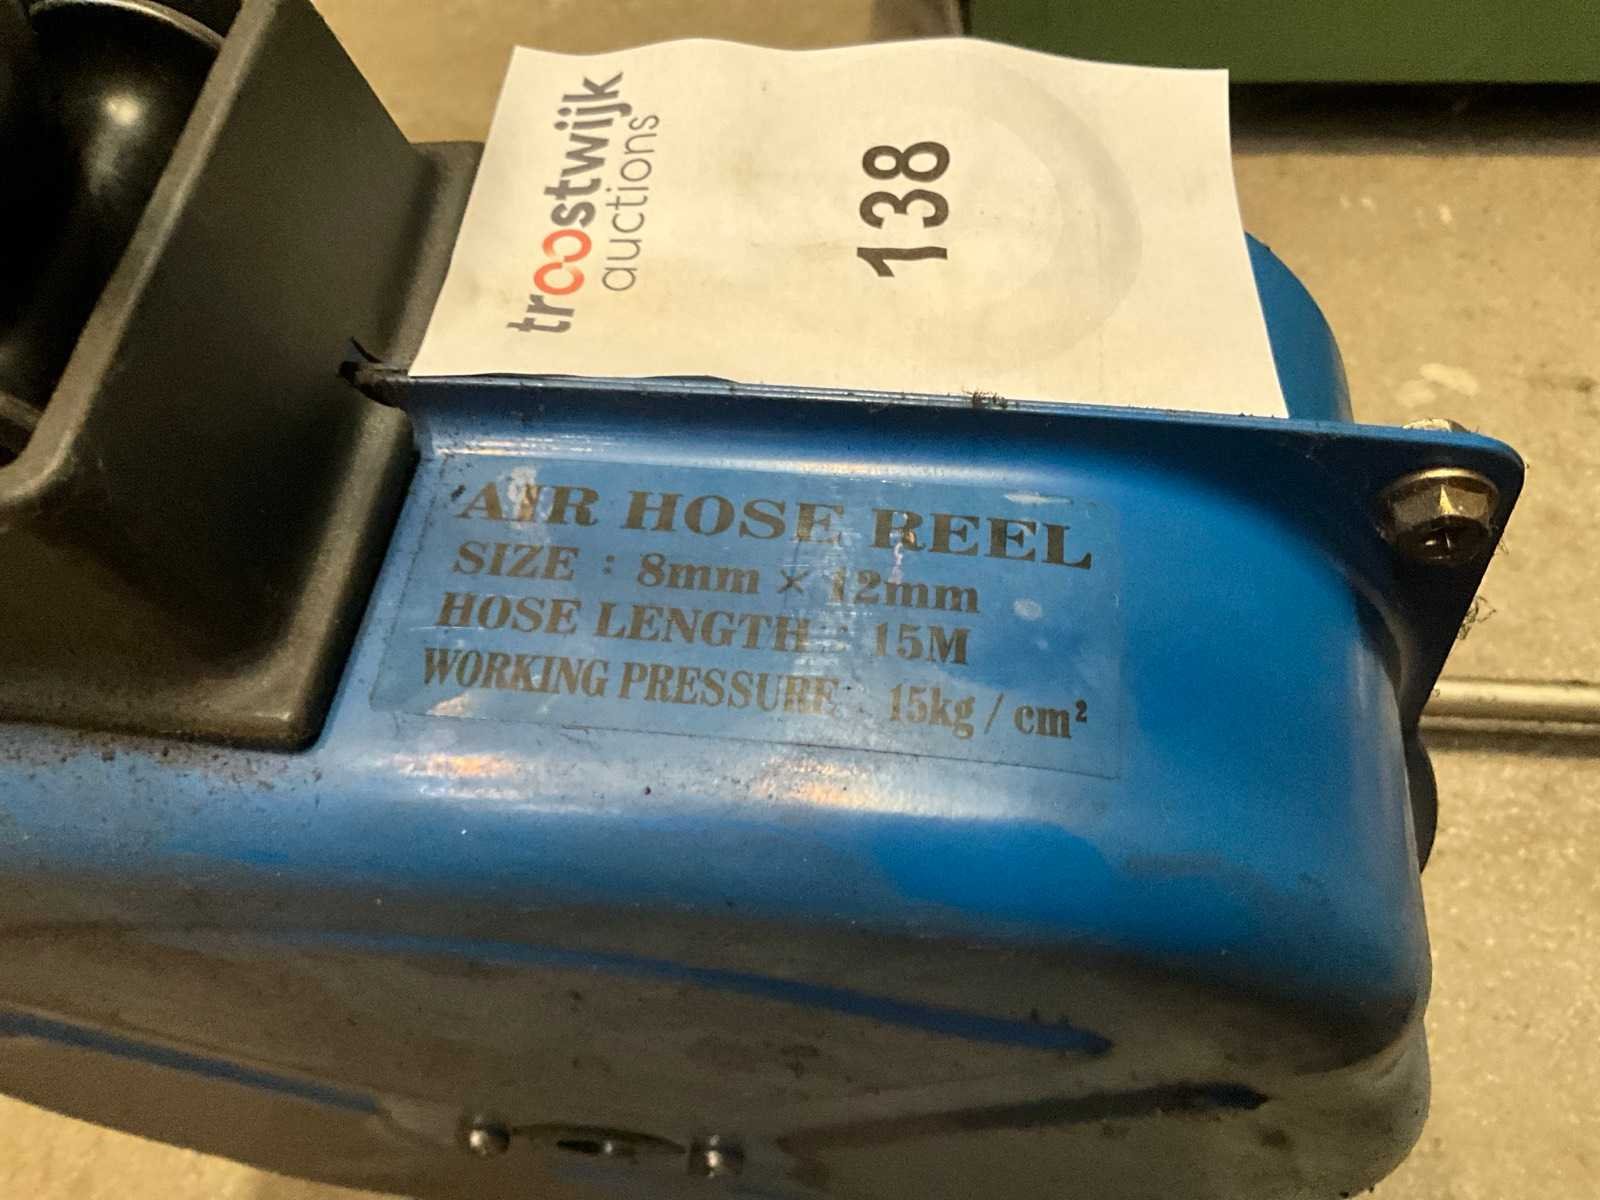 troostwijk
auctions
138
AIR HOSE REEL
SIZE : 8mm × 12mm
HOSE LENGTH : 15M
WORKING PRESSURE : 15kg / cm²